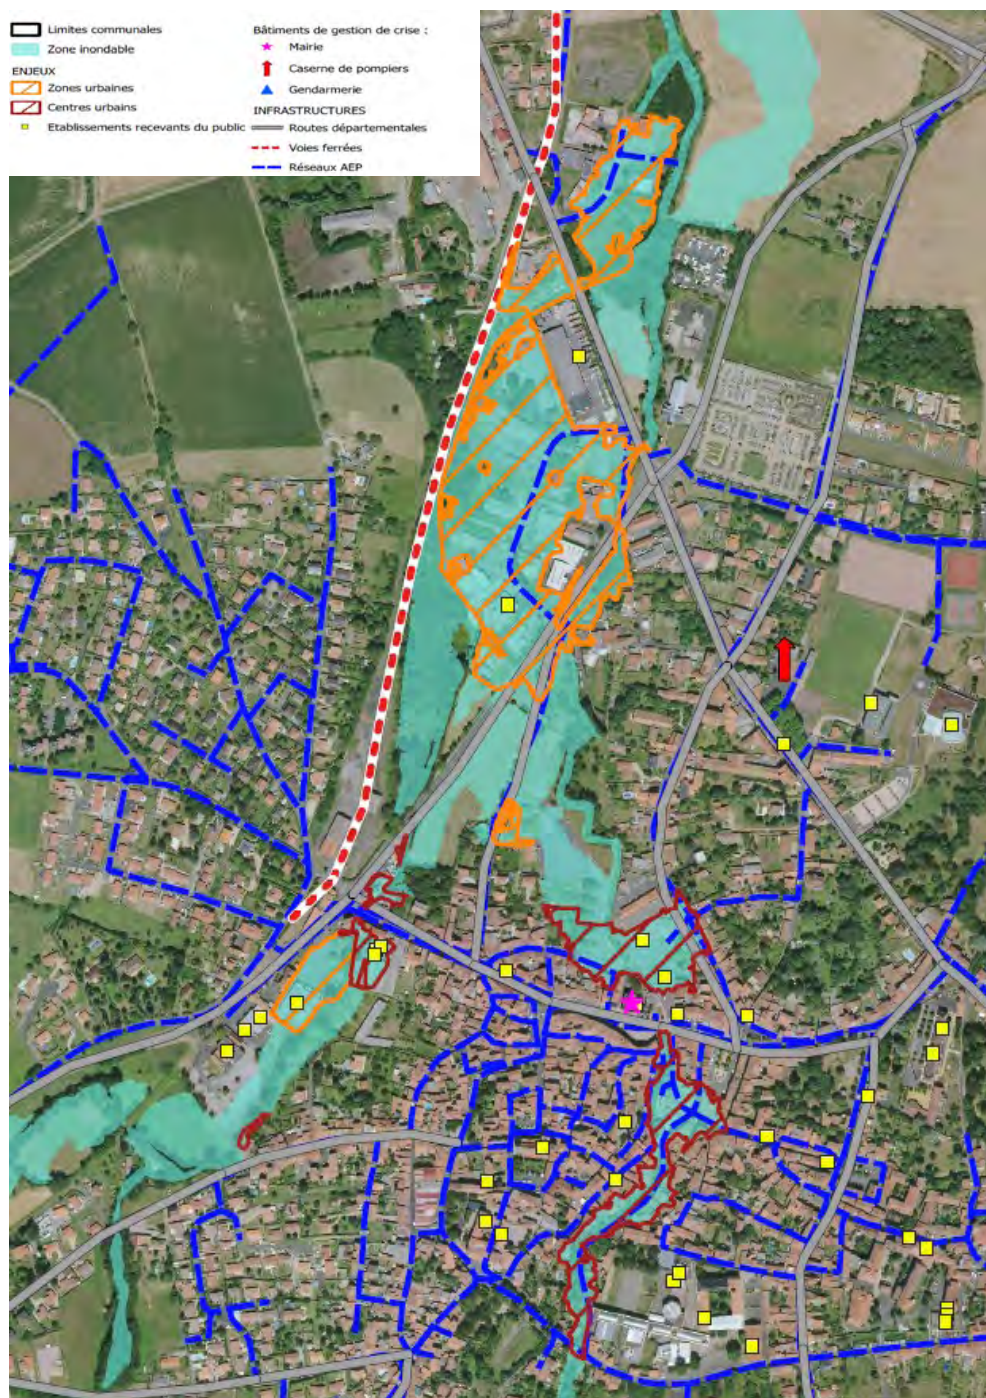 Limites communales
Zone inondable
ENJEUX
Zones urbaines
Centres urbains
Etablissements recevants du public
Bâtiments de gestion de crise :
Mairie
Caserne de pompiers
Gendarmerie
INFRASTRUCTURES
Routes départementales
Voies ferrées
Réseaux AEP